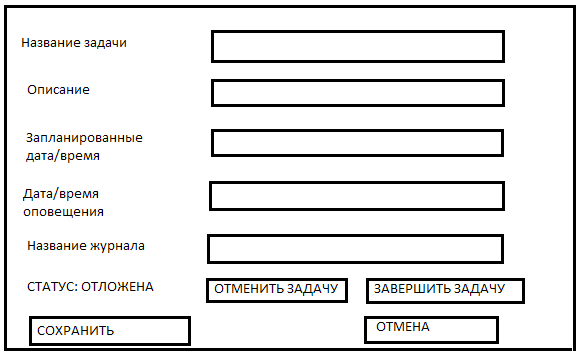 Название задачи
Описание
Запланированные
дата/время
Дата/время
оповещения
Название журнала
СТАТУС: ОТЛОЖЕНА ОТМЕНИТЬ ЗАДАЧУ ЗАВЕРШИТЬ ЗАДАЧУ
СОХРАНИТЬ ОТМЕНА